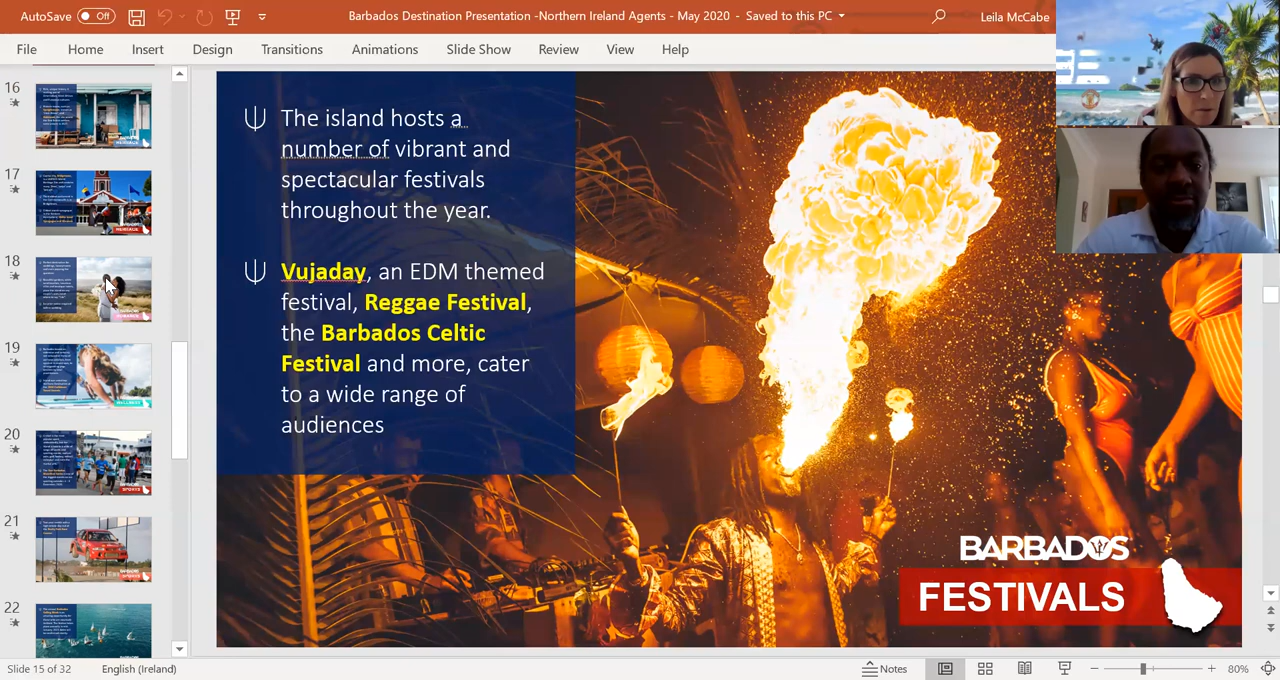 AutoSave Off
Barbados Destination Presentation -Northern Ireland Agents - May 2020 - Saved to this PC
Leila McCabe
File Home Insert Design Transitions Animations Slide Show Review View Help
16
17
18
19
20
21
22
The island hosts a
number of vibrant and
spectacular festivals
throughout the year.
Vujaday, an EDM themed
festival, Reggae Festival,
the Barbados Celtic
Festival and more, cater
to a wide range of
audiences
BARBADOS
FESTIVALS
Slide 15 of 32 English (Ireland)
Notes
80%